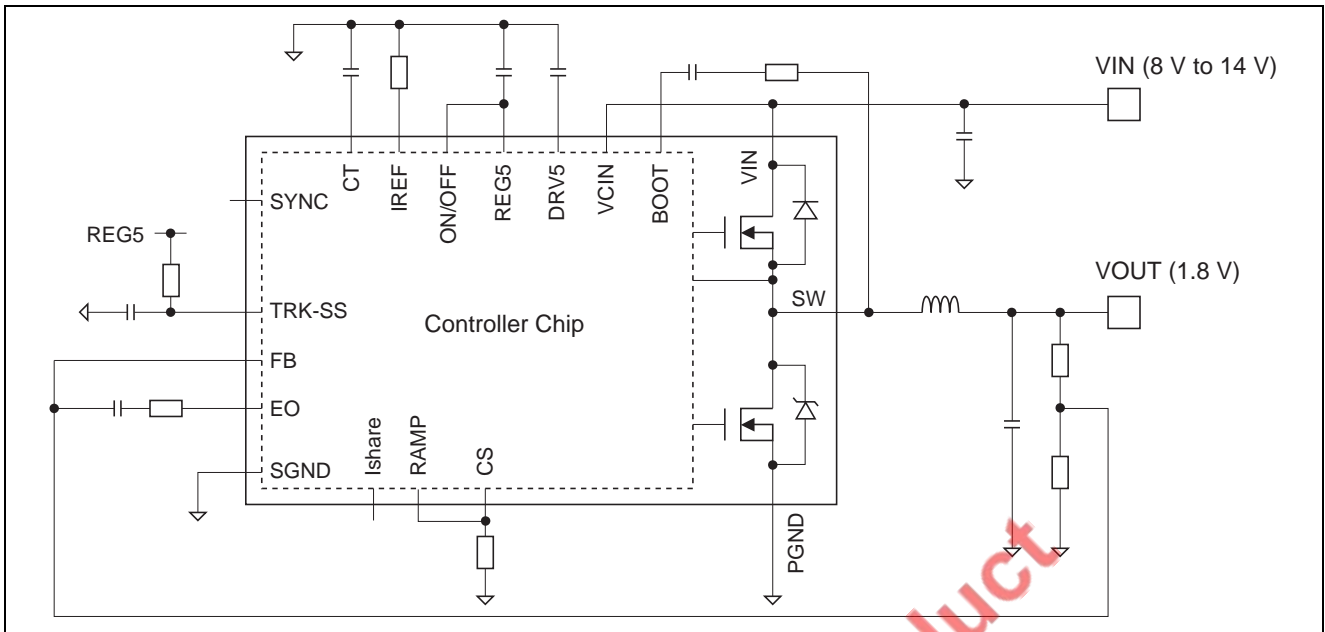 VIN (8 V to 14 V)
CT
IREF
ON/OFF
REG5
DRV5
VCIN
BOOT
VIN
SYNC
REG5
TRK-SS
Controller Chip
SW
VOUT (1.8 V)
FB
EO
SGND
Ishare
RAMP
CS
PGND